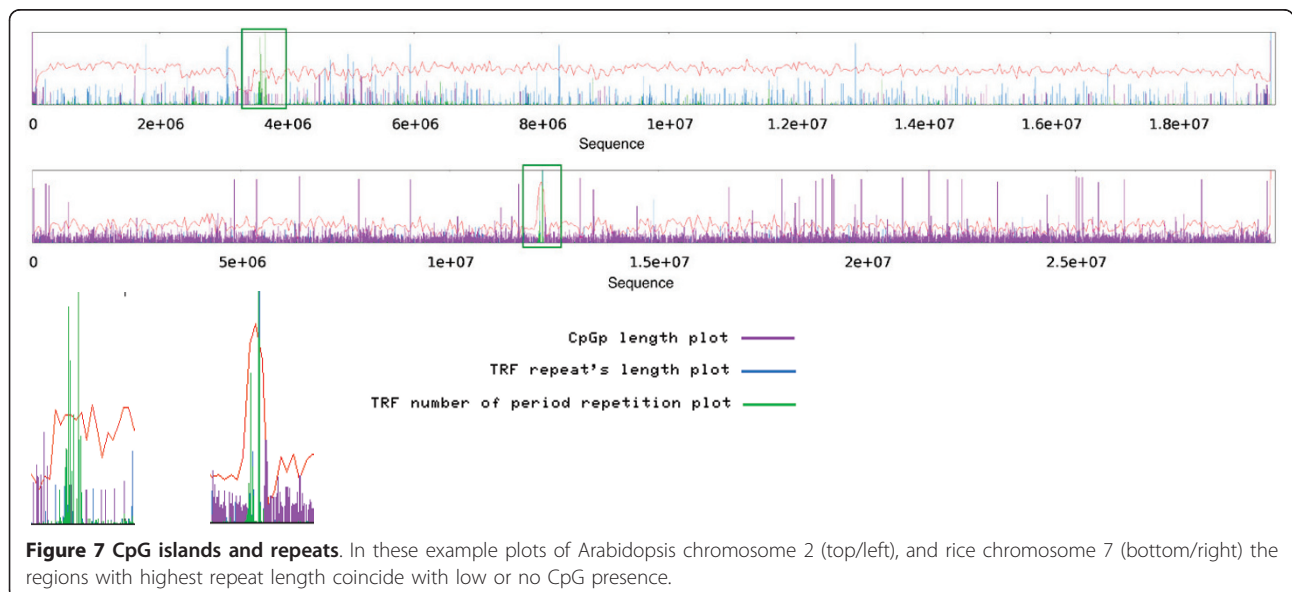 0 2e+06 4e+06 6e+06 8e+06 1e+07 1.2e+07 1.4e+07 1.6e+07 1.8e+07
Sequence
0 5e+06 1e+07 1.5e+07 2e+07 2.5e+07
Sequence
CpGp length plot
TRF repeat's length plot
TRF number of period repetition plot
Figure 7 CpG islands and repeats. In these example plots of Arabidopsis chromosome 2 (top/left), and rice chromosome 7 (bottom/right) the
regions with highest repeat length coincide with low or no CpG presence.